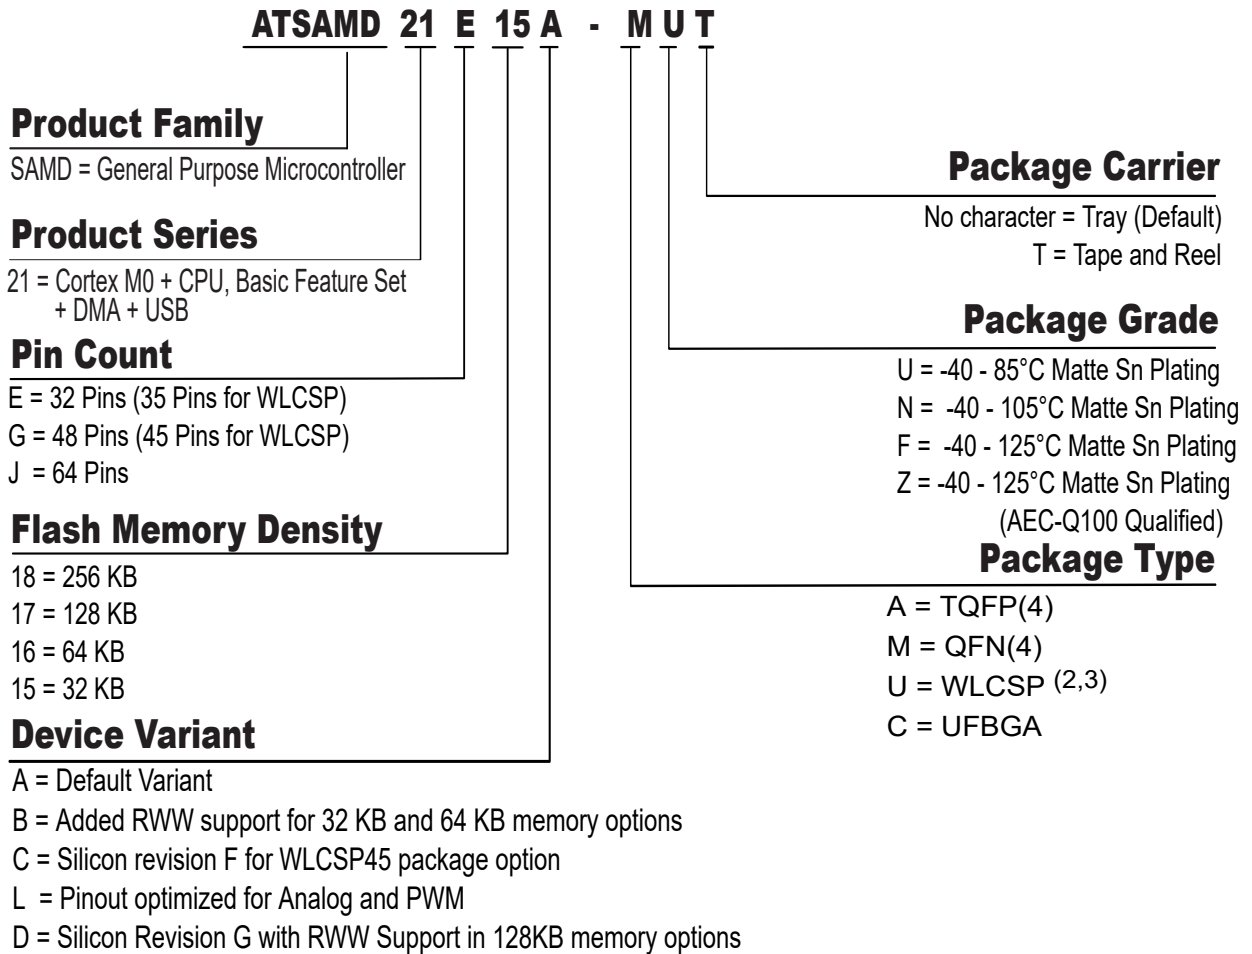 ATSAMD 21 E 15 A - M U T
Product Family
SAMD = General Purpose Microcontroller
Product Series
21 = Cortex M0 + CPU, Basic Feature Set
+ DMA + USB
Pin Count
E = 32 Pins (35 Pins for WLCSP)
G = 48 Pins (45 Pins for WLCSP)
J = 64 Pins
Flash Memory Density
18 = 256 KB
17 = 128 KB
16 = 64 KB
15 = 32 KB
Device Variant
A = Default Variant
B = Added RWW support for 32 KB and 64 KB memory options
C = Silicon revision F for WLCSP45 package option
L = Pinout optimized for Analog and PWM
D = Silicon Revision G with RWW Support in 128KB memory options
Package Carrier
No character = Tray (Default)
T = Tape and Reel
Package Grade
U = -40 - 85°C Matte Sn Plating
N = -40 - 105°C Matte Sn Plating
F = -40 - 125°C Matte Sn Plating
Z = -40 - 125°C Matte Sn Plating
(AEC-Q100 Qualified)
Package Type
A = TQFP(4)
M = QFN(4)
U = WLCSP (2,3)
C = UFBGA